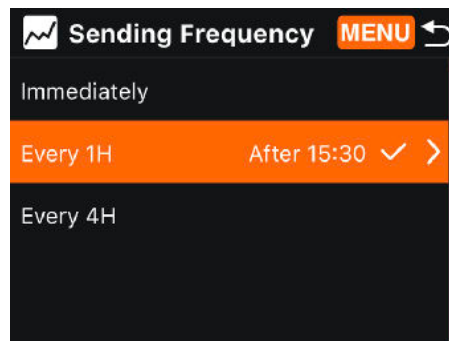 Sending Frequency MENU
Immediately
Every 1H After 15:30
Every 4H